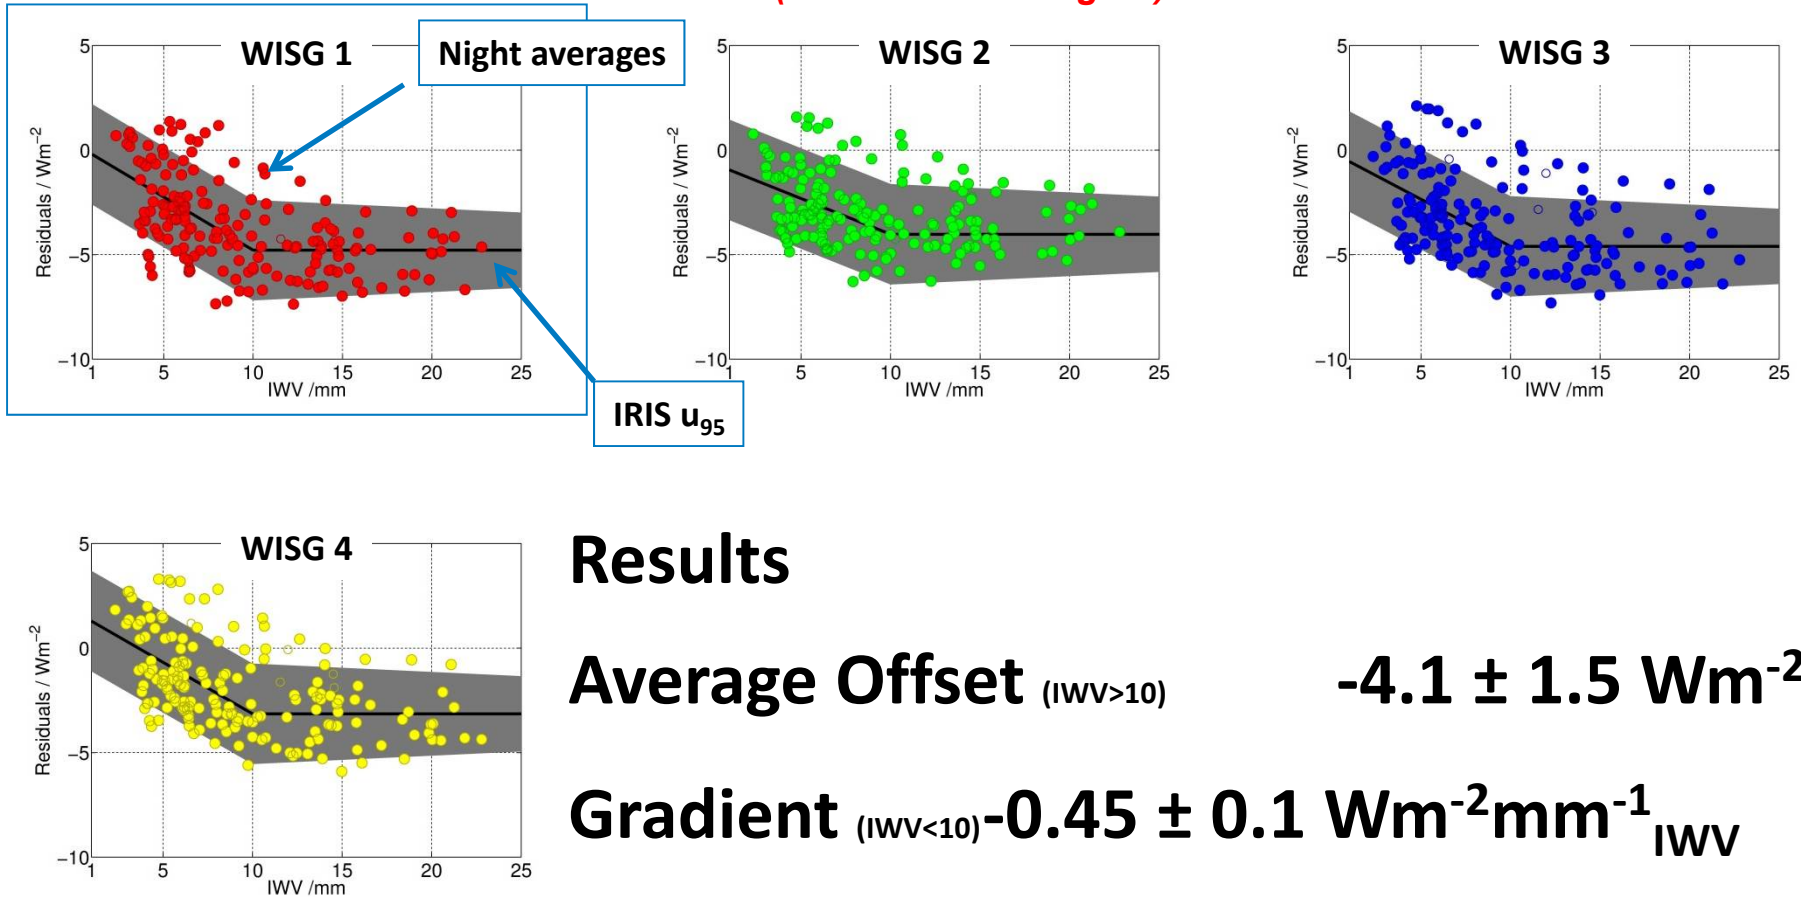 WISG 1
Night averages
5
0
−5
−10
Residuals / Wm−2
1 5 10 15 20 25
IWV /mm
IRIS u95
WISG 2
5
0
−5
−10
Residuals / Wm−2
1 5 10 15 20 25
IWV /mm
WISG 3
5
0
−5
−10
Residuals / Wm−2
1 5 10 15 20 25
IWV /mm
WISG 4
5
0
−5
−10
Residuals / Wm−2
1 5 10 15 20 25
IWV /mm
Results
Average Offset (IWV>10) -4.1 ± 1.5 Wm-2
Gradient (IWV<10) -0.45 ± 0.1 Wm-2mm-1IWV